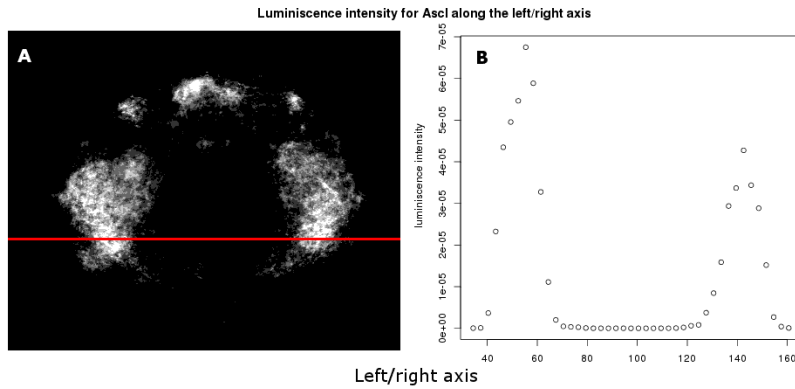 Luminiscence intensity for Ascl along the left/right axis
A
B
luminiscence intensity
7e-05
6e-05
5e-05
4e-05
3e-05
2e-05
1e-05
0e+00
40 60 80 100 120 140 160
Left/right axis